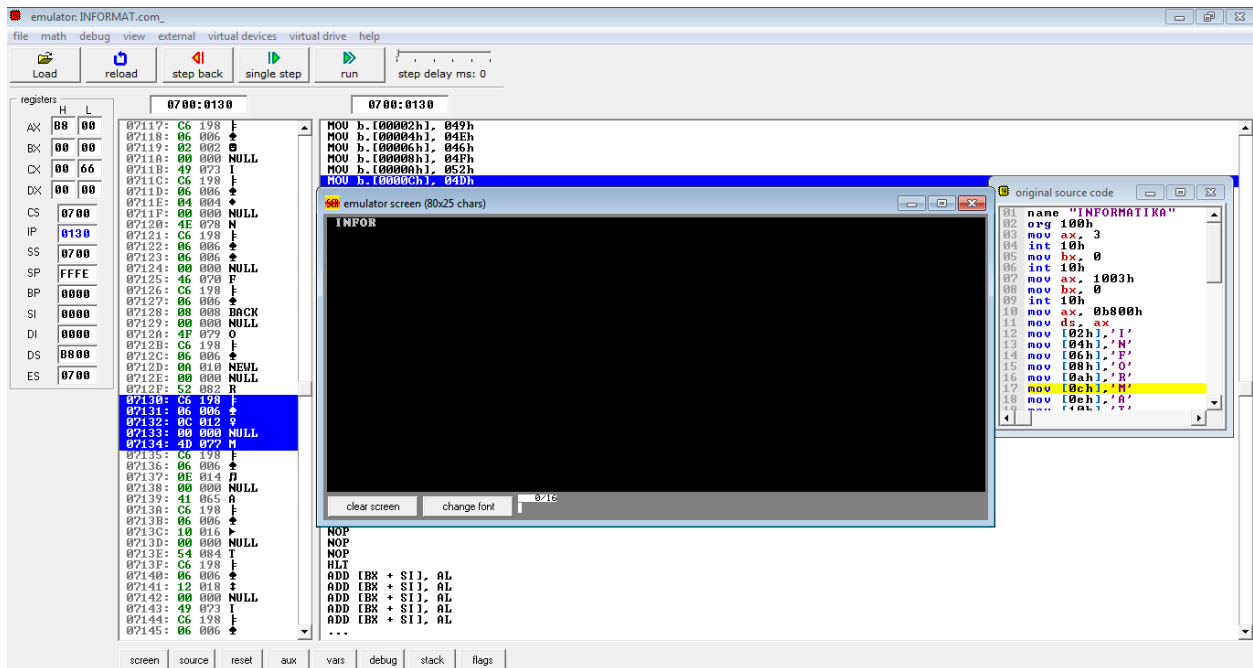 emulator: INFORMAT.com_
file math debug view external virtual devices virtual drive help
Load reload step back single step run step delay ms: 0
registers
H L
AX B8 00
BX 00 00
CX 00 66
DX 00 00
CS 0700
IP 0130
SS 0700
SP FFFE
BP 0000
SI 0000
DI 0000
DS B800
ES 0700
0700:0130 0700:0130
07117: C6 198 ╞
07118: 06 006 ♠
07119: 02 002 ☻
0711A: 00 000 NULL
0711B: 49 073 I
0711C: C6 198 ╞
0711D: 06 006 ♠
0711E: 04 004 ♦
0711F: 00 000 NULL
07120: 4E 078 N
07121: C6 198 ╞
07122: 06 006 ♠
07123: 06 006 ♠
07124: 00 000 NULL
07125: 46 070 F
07126: C6 198 ╞
07127: 06 006 ♠
07128: 08 008 BACK
07129: 00 000 NULL
0712A: 4F 079 O
0712B: C6 198 ╞
0712C: 06 006 ♠
0712D: 0A 010 NEWL
0712E: 00 000 NULL
0712F: 52 082 R
07130: C6 198 ╞
07131: 06 006 ♠
07132: 0C 012 ♀
07133: 00 000 NULL
07134: 4D 077 M
07135: C6 198 ╞
07136: 06 006 ♠
07137: 0E 014 ♫
07138: 00 000 NULL
07139: 41 065 A
0713A: C6 198 ╞
0713B: 06 006 ♠
0713C: 10 016 ►
0713D: 00 000 NULL
0713E: 54 084 T
0713F: C6 198 ╞
07140: 06 006 ♠
07141: 12 018 ↕
07142: 00 000 NULL
07143: 49 073 I
07144: C6 198 ╞
07145: 06 006 ♠
MOV b.[00002h], 049h
MOV b.[00004h], 04Eh
MOV b.[00006h], 046h
MOV b.[00008h], 04Fh
MOV b.[0000Ah], 052h
MOV b.[0000Ch], 04Dh
NOP
NOP
NOP
HLT
ADD [BX + SI], AL
ADD [BX + SI], AL
ADD [BX + SI], AL
ADD [BX + SI], AL
ADD [BX + SI], AL
...
emulator screen (80x25 chars)
INFOR
clear screen change font 0/16
original source code
01 name "INFORMATIKA"
02 org 100h
03 mov ax, 3
04 int 10h
05 mov bx, 0
06 int 10h
07 mov ax, 1003h
08 mov bx, 0
09 int 10h
10 mov ax, 0b800h
11 mov ds, ax
12 mov [02h],'I'
13 mov [04h],'N'
14 mov [06h],'F'
15 mov [08h],'O'
16 mov [0ah],'R'
17 mov [0ch],'M'
18 mov [0eh],'A'
19 mov [10h],'T'
screen source reset aux vars debug stack flags